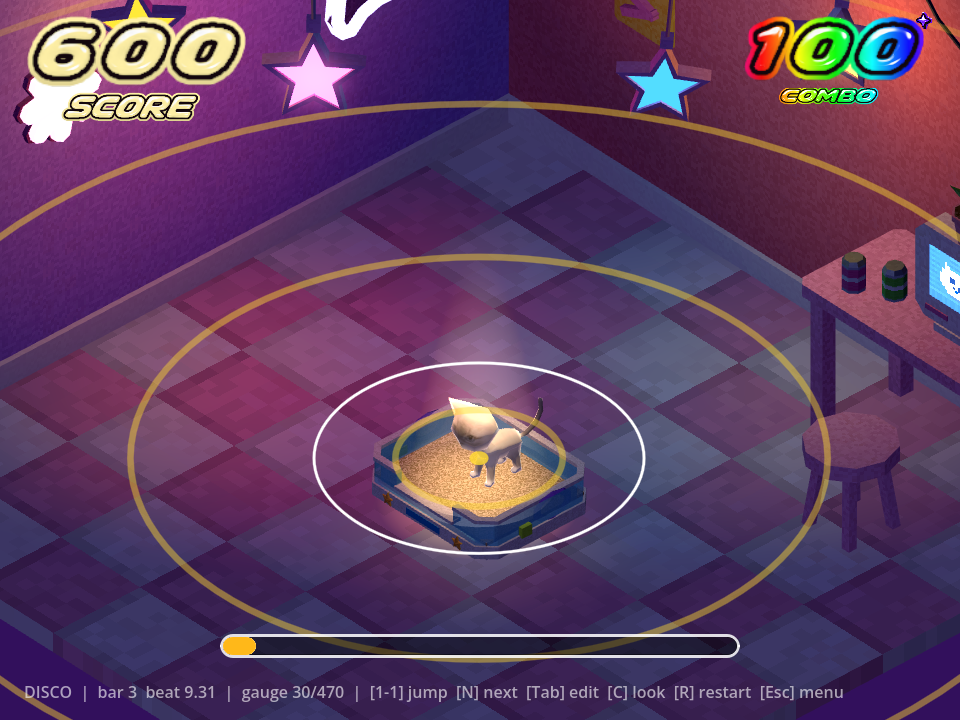 600
SCORE
100
COMBO
DISCO | bar 3 beat 9.31 | gauge 30/470 | [1-1] jump [N] next [Tab] edit [C] look [R] restart [Esc] menu